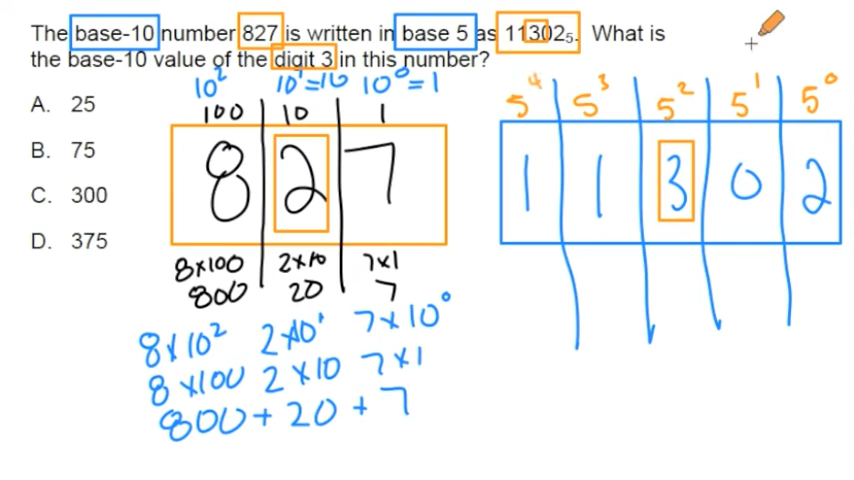 The base-10 number 827 is written in base 5 as 11302₅. What is
the base-10 value of the digit 3 in this number?
A. 25
B. 75
C. 300
D. 375
10² 10¹=10 10⁰=1
100 10 1
8 2 7
8×100 2×10 7×1
800 20 7
8×10² 2×10¹ 7×10⁰
8×100 2×10 7×1
800 + 20 + 7
5⁴ 5³ 5² 5¹ 5⁰
1 1 3 0 2